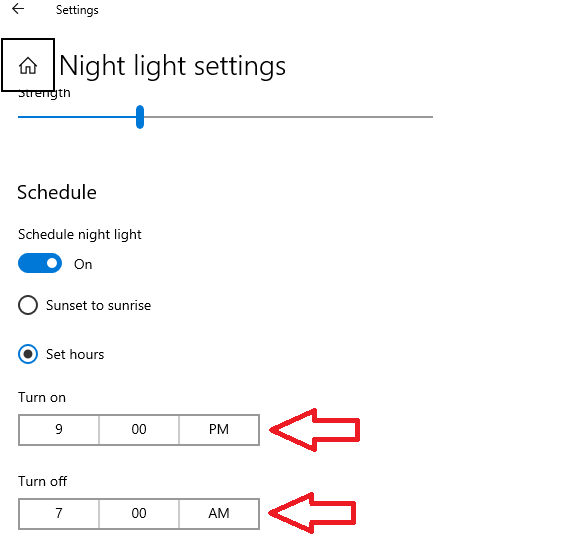 Settings
Night light settings
Strength
Schedule
Schedule night light
On
Sunset to sunrise
Set hours
Turn on
9 00 PM
Turn off
7 00 AM